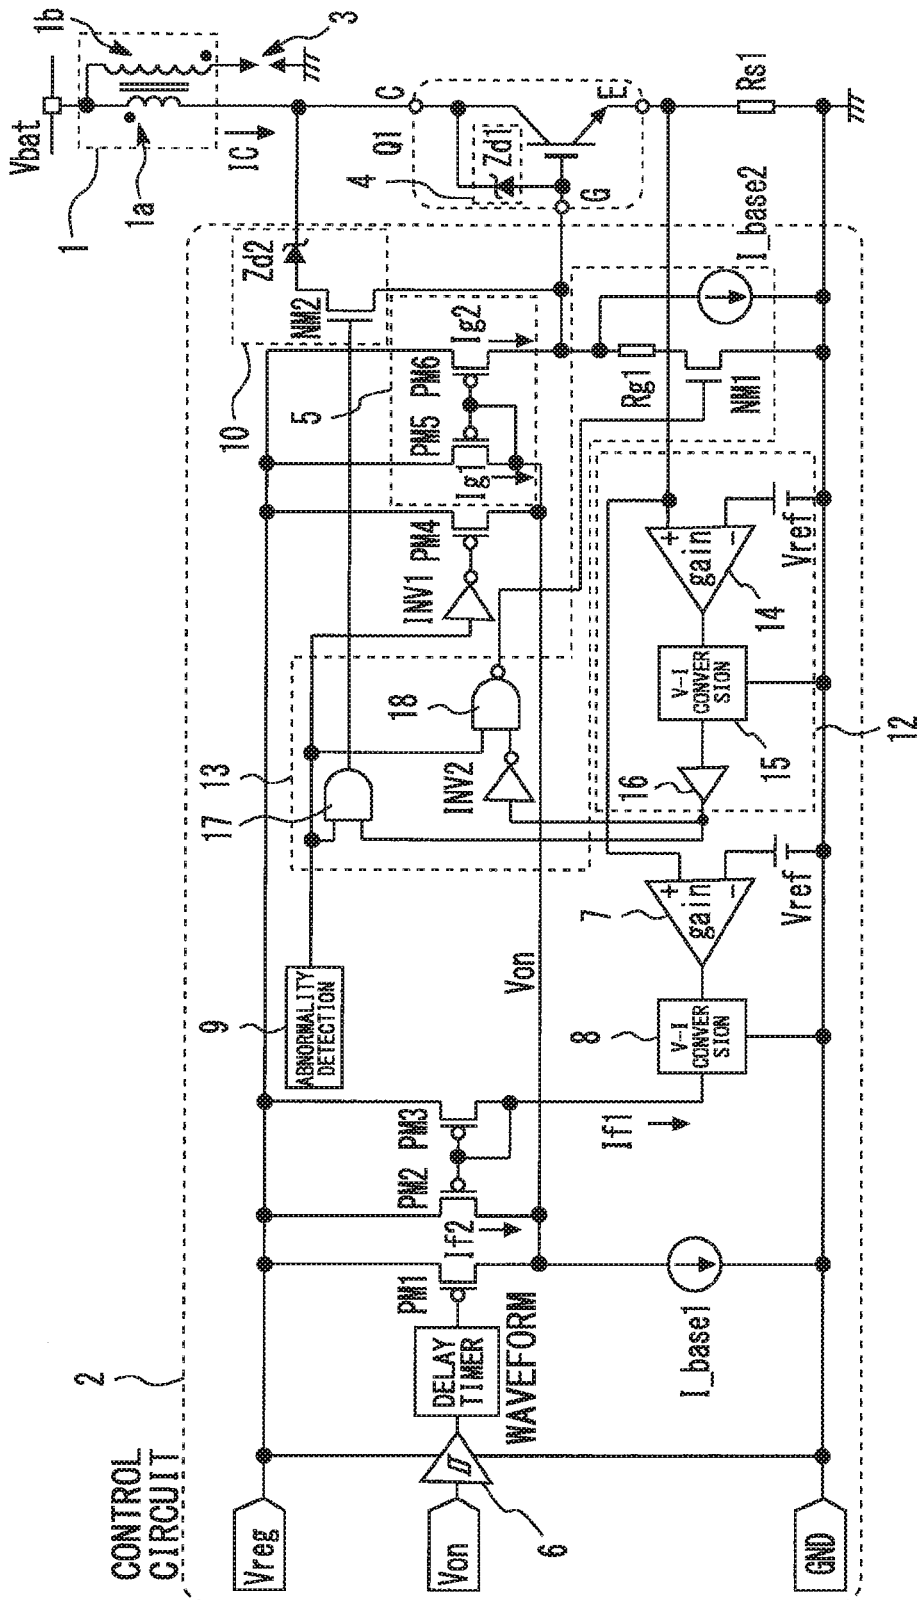 CONTROL
CIRCUIT
2
Vreg
Von
GND
6
DELAY
TIMER
WAVEFORM
PM1
If2
PM2
PM3
I_base1
If1
9
ABNORMALITY
DETECTION
Von
8
V-I
CONVER
SION
7
gain
+
−
Vref
13
17
18
INV2
INV1
PM4
16
15
V-I
CONVER
SION
14
gain
+
−
Vref
12
10
5
Ig1
PM5
PM6
Ig2
NM2
Zd2
Rg1
NM1
I_base2
Vbat
1
1a
1b
3
IC
4
Q1
C
Zd1
G
E
Rs1